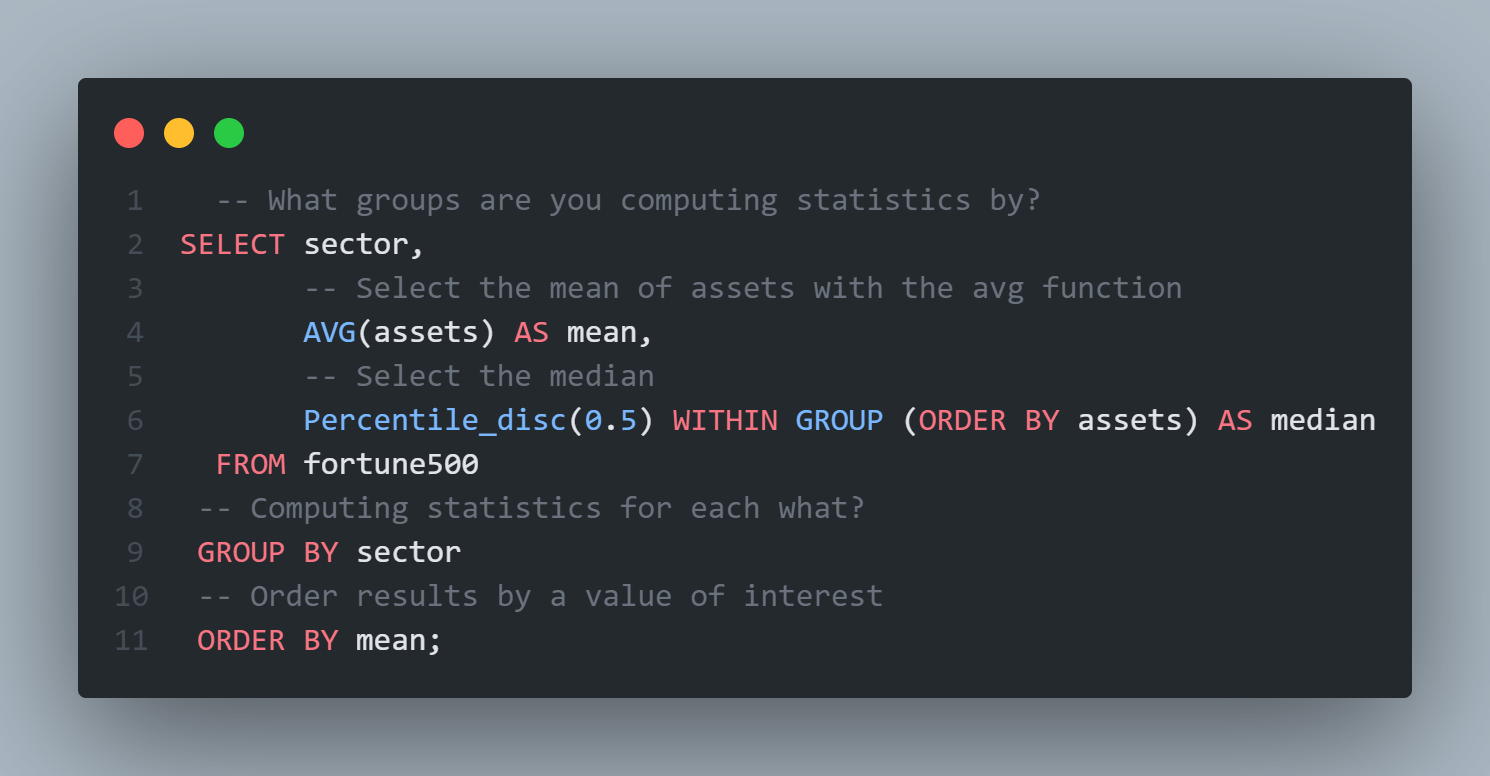 1 -- What groups are you computing statistics by?
2 SELECT sector,
3 -- Select the mean of assets with the avg function
4 AVG(assets) AS mean,
5 -- Select the median
6 Percentile_disc(0.5) WITHIN GROUP (ORDER BY assets) AS median
7 FROM fortune500
8 -- Computing statistics for each what?
9 GROUP BY sector
10 -- Order results by a value of interest
11 ORDER BY mean;